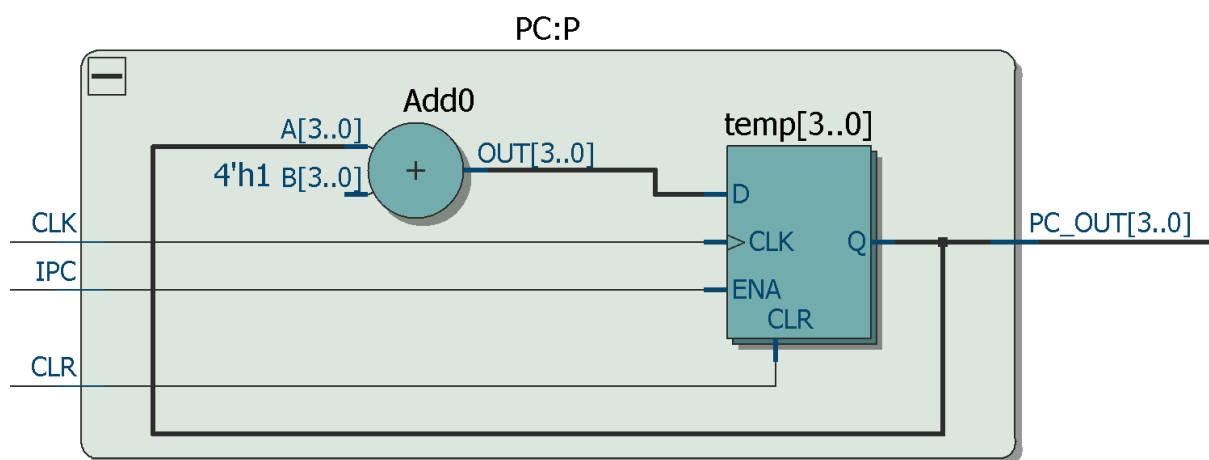 PC:P
Add0
A[3..0]
4'h1 B[3..0]
+
OUT[3..0]
temp[3..0]
D
CLK
CLK
Q
PC_OUT[3..0]
IPC
ENA
CLR
CLR